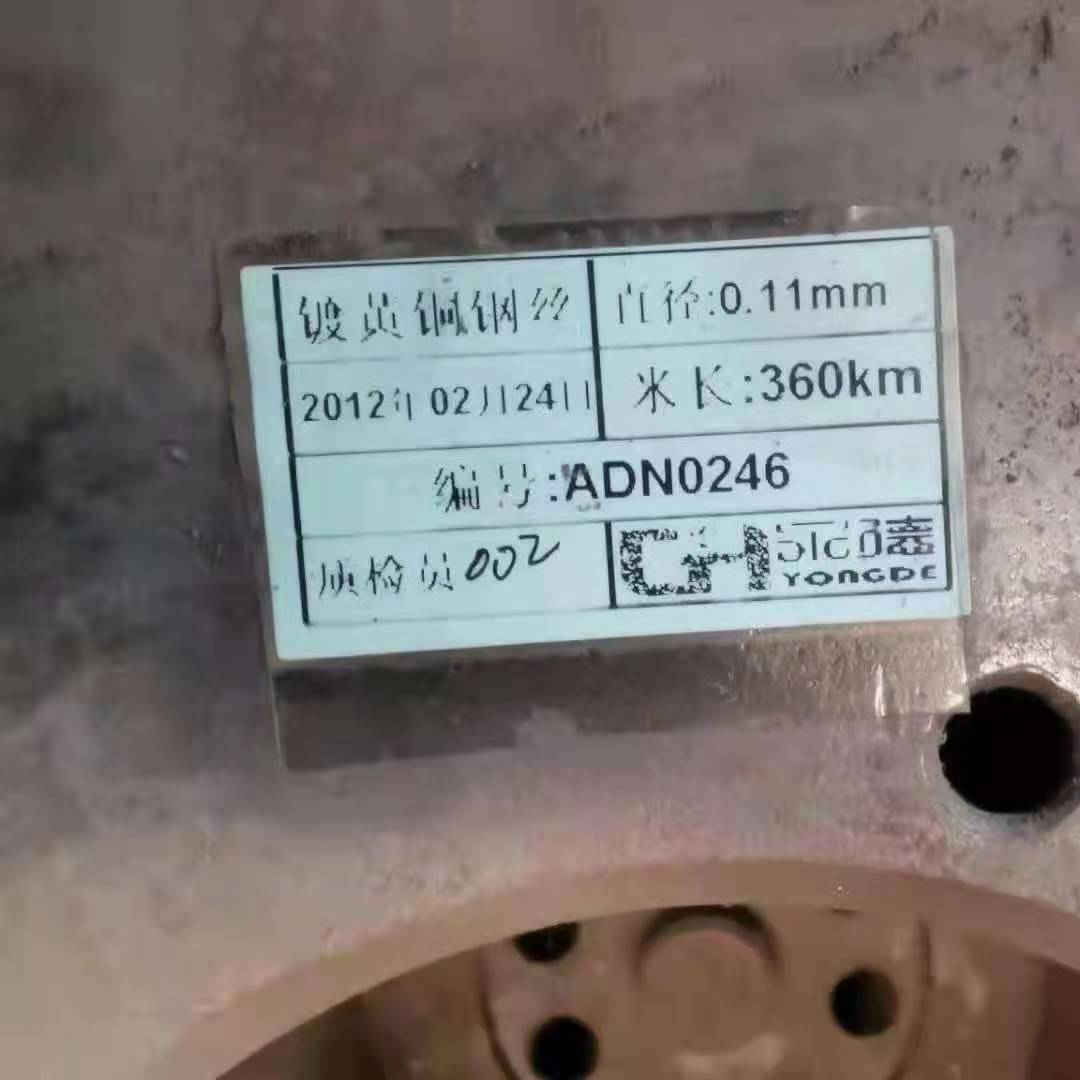 镀黄铜钢丝 直径:0.11mm
2012年02月24日 米长:360km
编号:ADN0246
质检员002
GH YONGDE